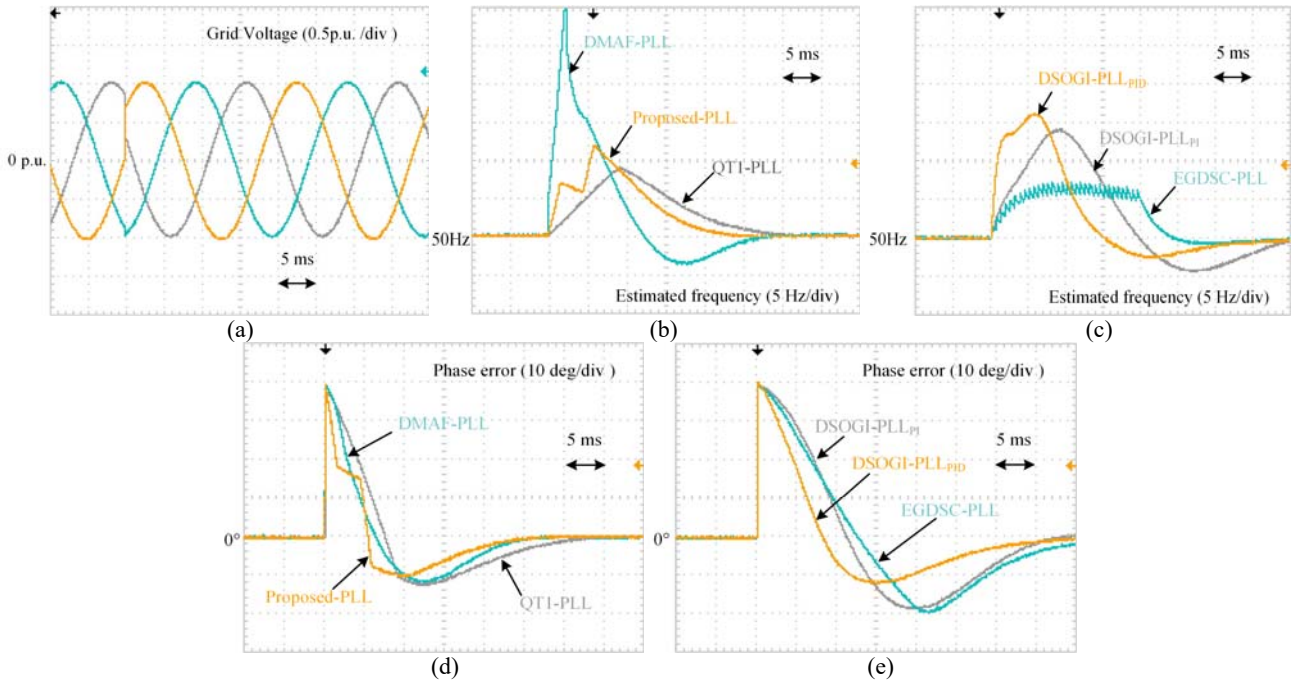 Grid Voltage (0.5p.u. /div )
0 p.u.
5 ms
(a)
DMAF-PLL
5 ms
Proposed-PLL
QT1-PLL
50Hz
Estimated frequency (5 Hz/div)
(b)
5 ms
DSOGI-PLLPID
DSOGI-PLLPI
EGDSC-PLL
50Hz
Estimated frequency (5 Hz/div)
(c)
Phase error (10 deg/div )
DMAF-PLL
5 ms
0°
Proposed-PLL
QT1-PLL
(d)
Phase error (10 deg/div )
DSOGI-PLLPI
5 ms
DSOGI-PLLPID
EGDSC-PLL
0°
(e)